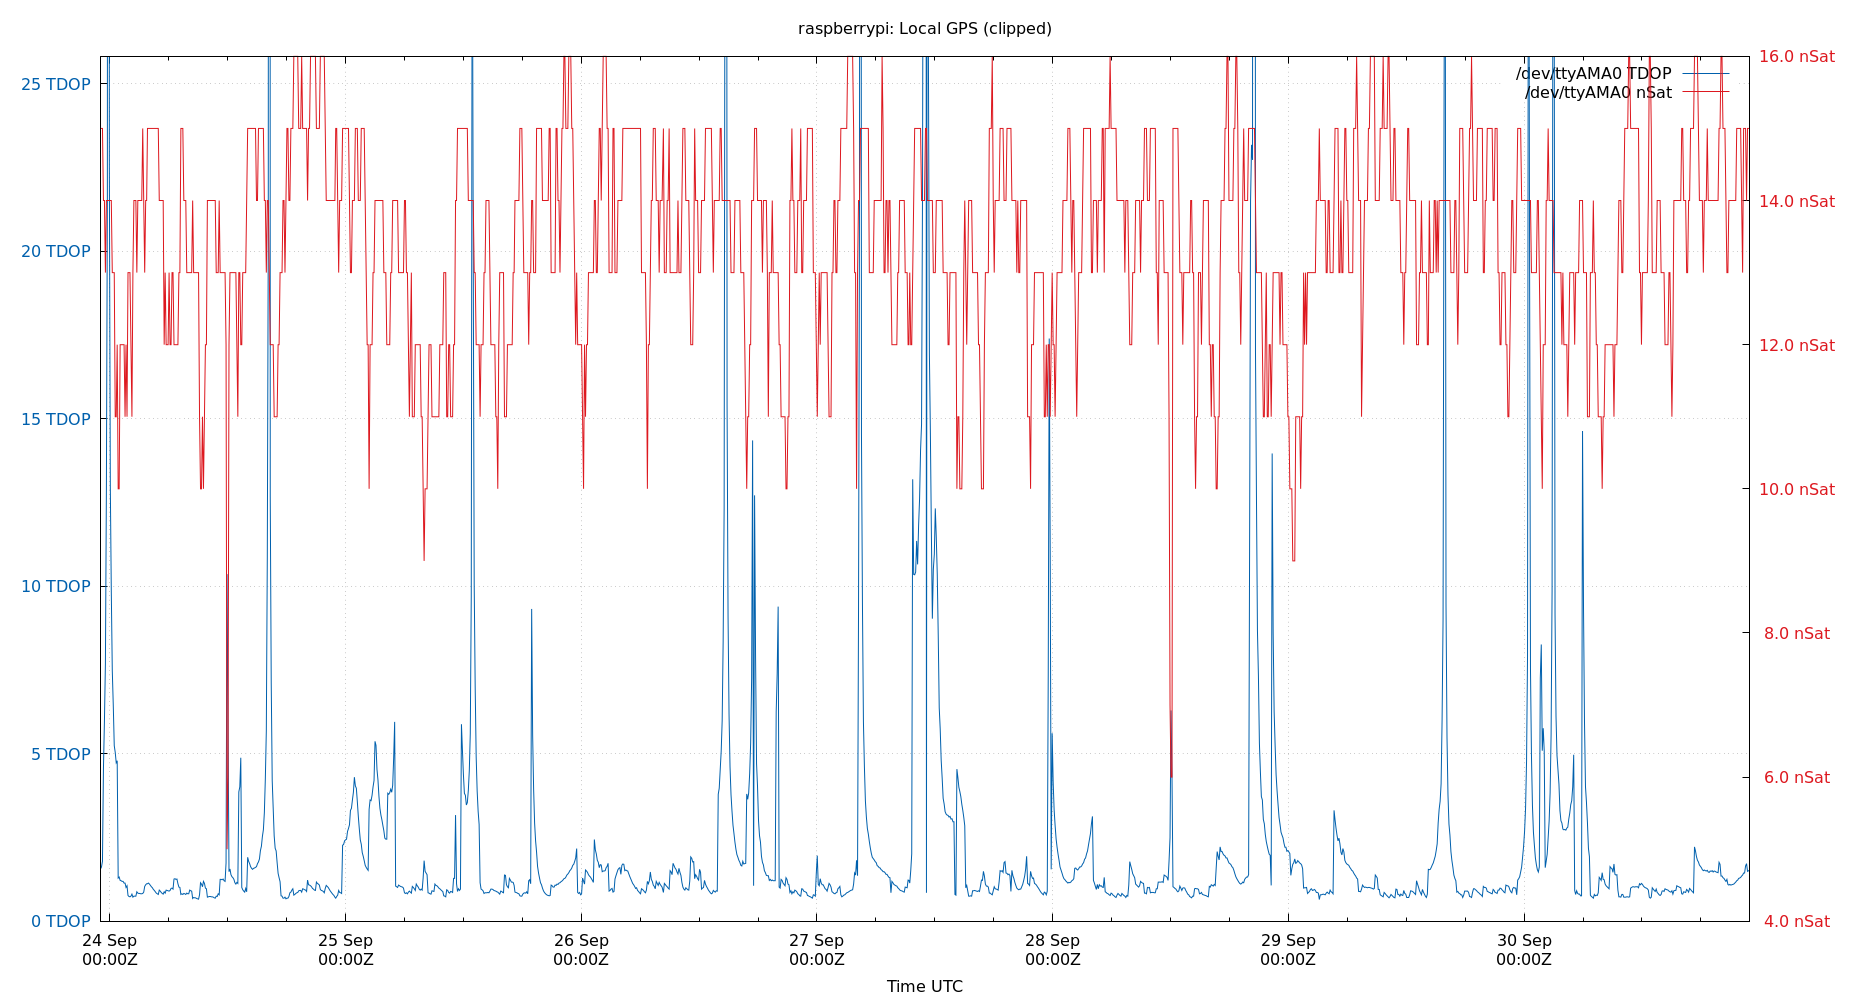 raspberrypi: Local GPS (clipped)
/dev/ttyAMA0 TDOP
/dev/ttyAMA0 nSat
25 TDOP
20 TDOP
15 TDOP
10 TDOP
5 TDOP
0 TDOP
16.0 nSat
14.0 nSat
12.0 nSat
10.0 nSat
8.0 nSat
6.0 nSat
4.0 nSat
24 Sep
00:00Z
25 Sep
00:00Z
26 Sep
00:00Z
27 Sep
00:00Z
28 Sep
00:00Z
29 Sep
00:00Z
30 Sep
00:00Z
Time UTC